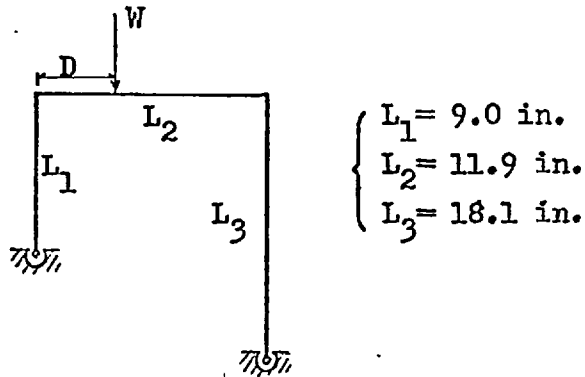 W
D
L2
L1
L3
L1= 9.0 in.
L2= 11.9 in.
L3= 18.1 in.